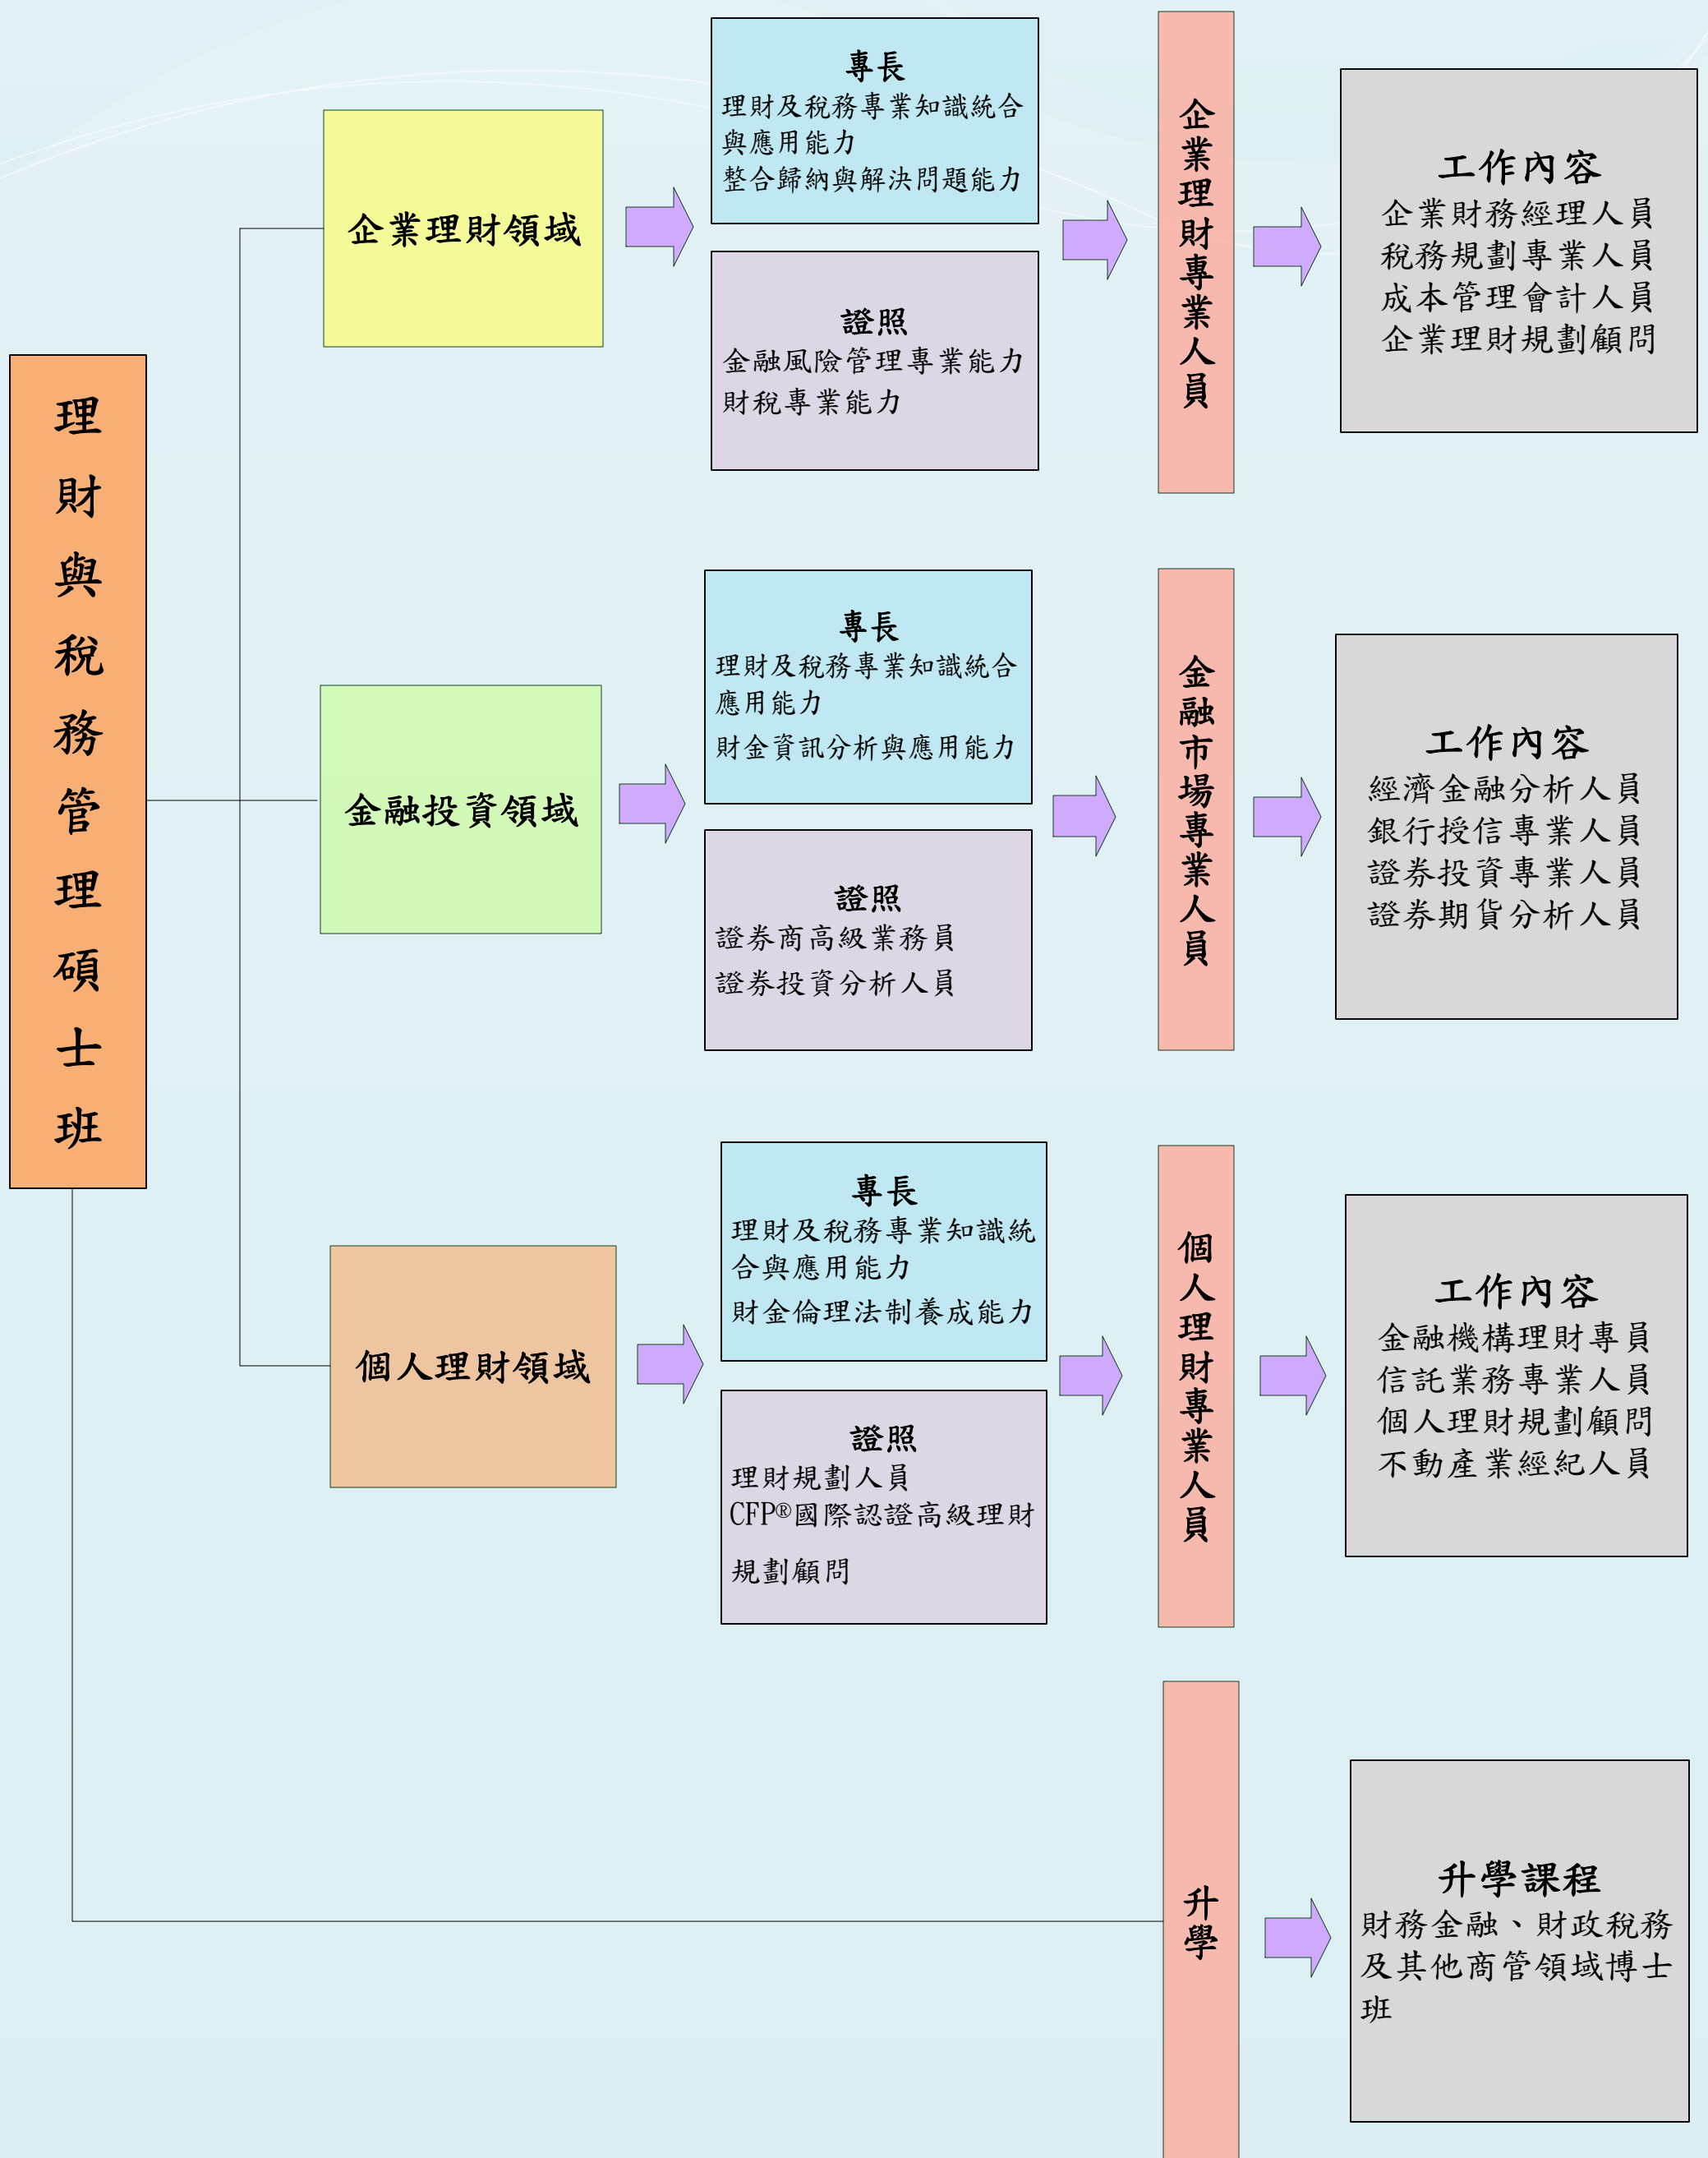 理財與稅務管理碩士班
企業理財領域
專長
理財及稅務專業知識統合
與應用能力
整合歸納與解決問題能力
證照
金融風險管理專業能力
財稅專業能力
企業理財專業人員
工作內容
企業財務經理人員
稅務規劃專業人員
成本管理會計人員
企業理財規劃顧問
金融投資領域
專長
理財及稅務專業知識統合
應用能力
財金資訊分析與應用能力
證照
證券商高級業務員
證券投資分析人員
金融市場專業人員
工作內容
經濟金融分析人員
銀行授信專業人員
證券投資專業人員
證券期貨分析人員
個人理財領域
專長
理財及稅務專業知識統
合與應用能力
財金倫理法制養成能力
證照
理財規劃人員
CFP®國際認證高級理財
規劃顧問
個人理財專業人員
工作內容
金融機構理財專員
信託業務專業人員
個人理財規劃顧問
不動產業經紀人員
升學
升學課程
財務金融、財政稅務
及其他商管領域博士
班